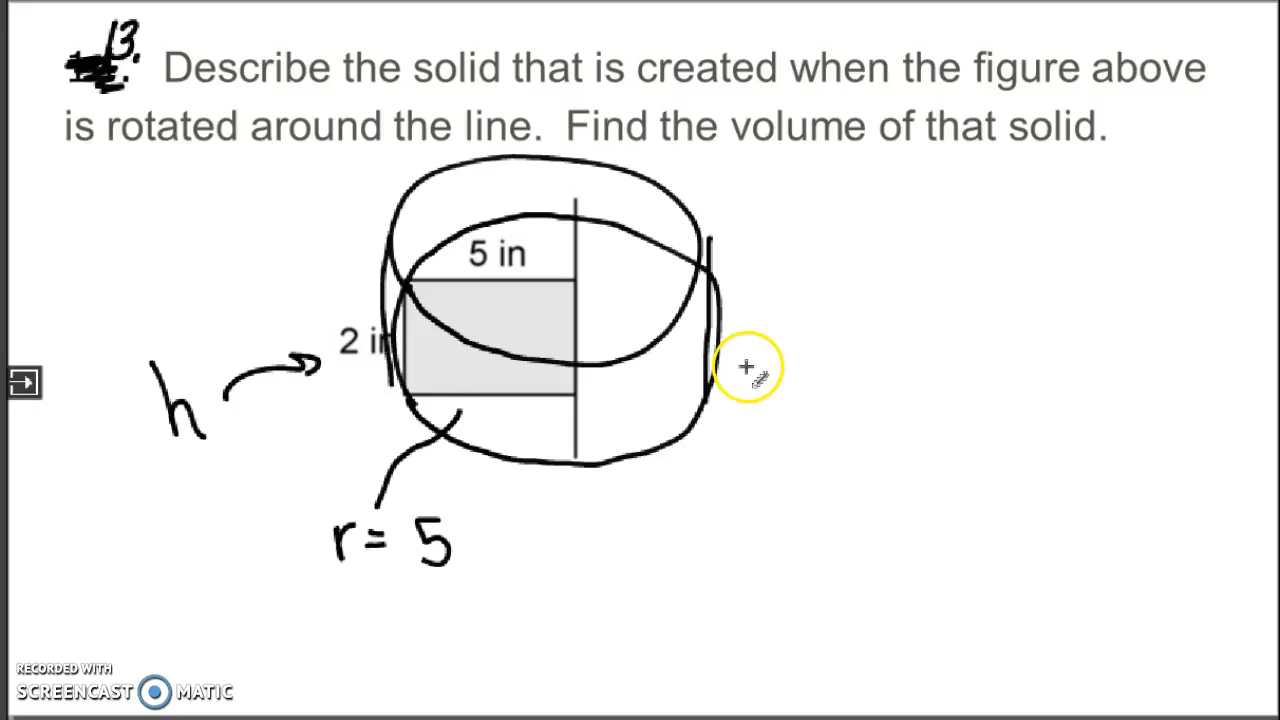 13. Describe the solid that is created when the figure above
is rotated around the line. Find the volume of that solid.
5 in
2 in
h
r = 5
RECORDED WITH
SCREENCAST MATIC